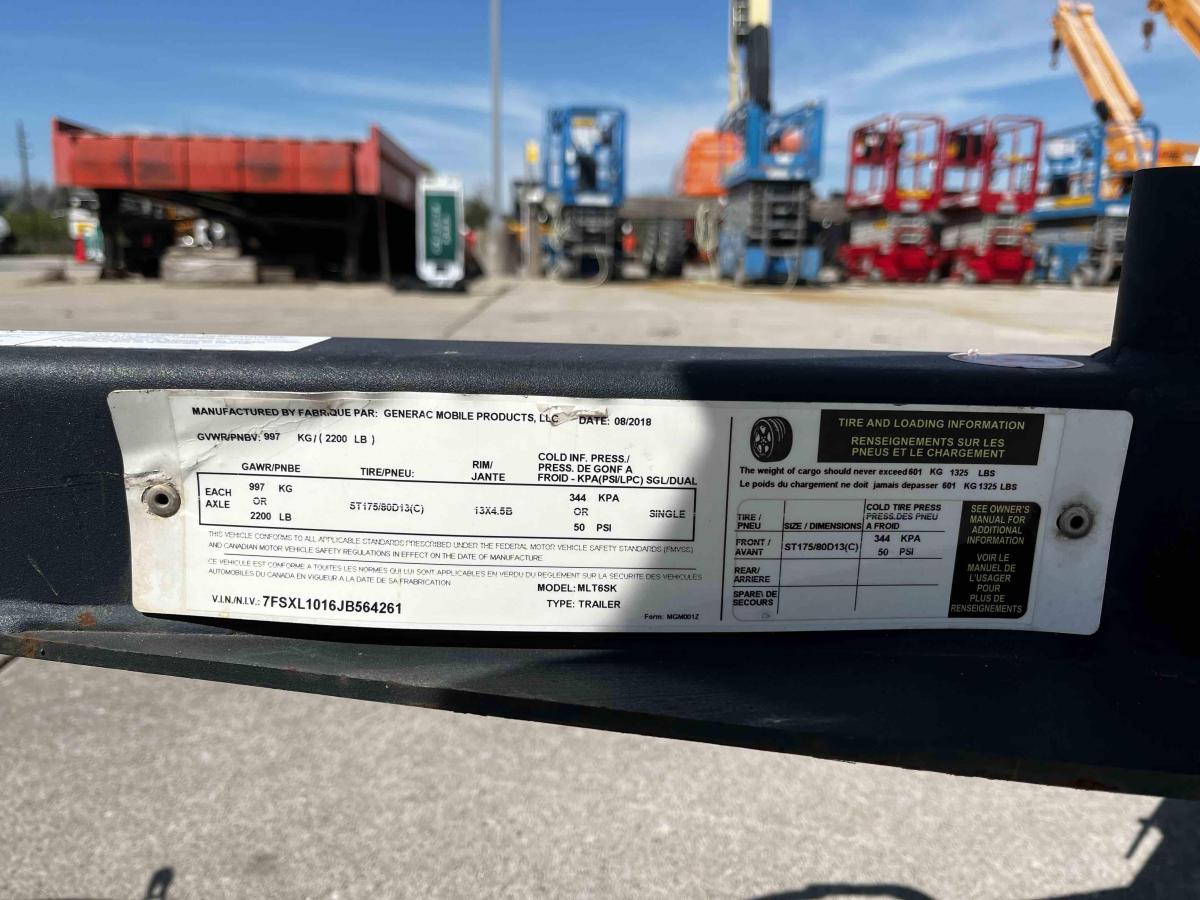 MANUFACTURED BY FABRIQUE PAR: GENERAC MOBILE PRODUCTS, LLC DATE: 08/2018
GVWR/PNBV: 997 KG / ( 2200 LB )
GAWR/PNBE TIRE/PNEU: RIM/ JANTE COLD INF. PRESS./ PRESS. DE GONF A FROID - KPA(PSI/LPC) SGL/DUAL
EACH AXLE 997 KG OR 2200 LB ST175/80D13(C) 13X4.5B 344 KPA OR 50 PSI SINGLE
THIS VEHICLE CONFORMS TO ALL APPLICABLE STANDARDS PRESCRIBED UNDER THE FEDERAL MOTOR VEHICLE SAFETY STANDARDS (FMVSS)
AND CANADIAN MOTOR VEHICLE SAFETY REGULATIONS IN EFFECT ON THE DATE OF MANUFACTURE
CE VEHICULE EST CONFORME A TOUITES LES NORMES QUI LUI SONT APPLICABLES EN VERDU DU REGLEMENT SUR LA SECURITE DES VEHICULES
AUTOMOBILES DU CANADA EN VIGUEUR A LA DATE DE SA FRABRICATION
MODEL: MLT6SK
V.I.N./N.I.V.: 7FSXL1016JB564261 TYPE: TRAILER
Form: MGM001Z
TIRE AND LOADING INFORMATION
RENSEIGNEMENTS SUR LES
PNEUS ET LE CHARGEMENT
The weight of cargo should never exceed 601 KG 1325 LBS
Le poids du chargement ne doit jamais depasser 601 KG 1325 LBS
TIRE / PNEU SIZE / DIMENSIONS COLD TIRE PRESS PRESS.DES PNEU A FROID
FRONT / AVANT ST175/80D13(C) 344 KPA 50 PSI
REAR/ ARRIERE
SPARE\ DE SECOURS
SEE OWNER'S
MANUAL FOR
ADDITIONAL
INFORMATION
VOIR LE
MANUEL DE
L'USAGER
POUR
PLUS DE
RENSEIGNEMENTS